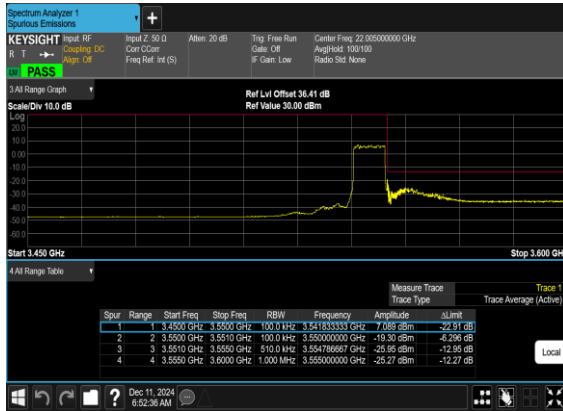 Spectrum Analyzer 1
Spurious Emissions
+
KEYSIGHT Input: RF Input Z: 50 Ω Atten: 20 dB Trig: Free Run Center Freq: 22.005000000 GHz
R T Coupling: DC Corr CCorr Gate: Off Avg|Hold: 100/100
Align: Off Freq Ref: Int (S) IF Gain: Low Radio Std: None
PASS
3 All Range Graph
Ref Lvl Offset 36.41 dB
Scale/Div 10.0 dB Ref Value 30.00 dBm
Log
20.0
10.0
0.00
-10.0
-20.0
-30.0
-40.0
-50.0
-60.0
Start 3.450 GHz Stop 3.600 GH
4 All Range Table
Measure Trace Trace 1
Trace Type Trace Average (Active)
Spur Range Start Freq Stop Freq RBW Frequency Amplitude ΔLimit
1 1 3.4500 GHz 3.5500 GHz 100.0 kHz 3.541833333 GHz 7.089 dBm -22.91 dB
2 2 3.5500 GHz 3.5510 GHz 100.0 kHz 3.550000000 GHz -19.30 dBm -6.296 dB
3 3 3.5510 GHz 3.5550 GHz 510.0 kHz 3.554786667 GHz -25.95 dBm -12.95 dB
4 4 3.5550 GHz 3.6000 GHz 1.000 MHz 3.555000000 GHz -25.27 dBm -12.27 dB
Local
?
Dec 11, 2024
6:52:36 AM